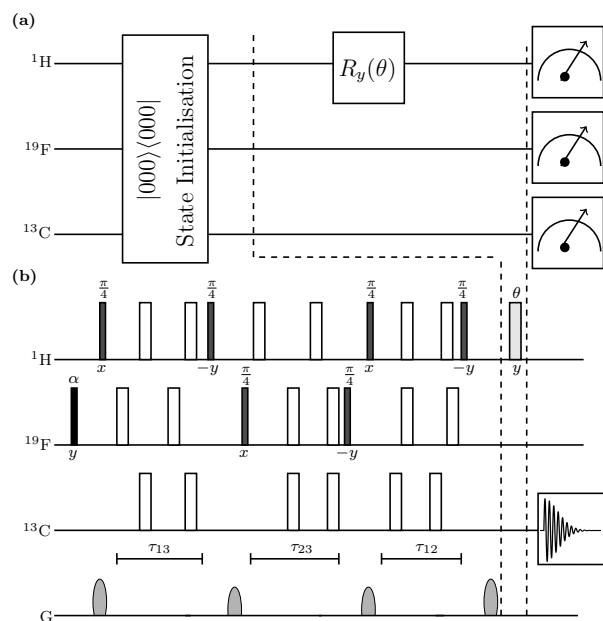 (a)
¹H
|000⟩⟨000|
State Initialisation
R_y(θ)
¹⁹F
¹³C
(b)
π/4 π/4 π/4 π/4 θ
¹H
x −y x −y y
α π/4 π/4
¹⁹F
y x −y
¹³C
τ₁₃ τ₂₃ τ₁₂
G